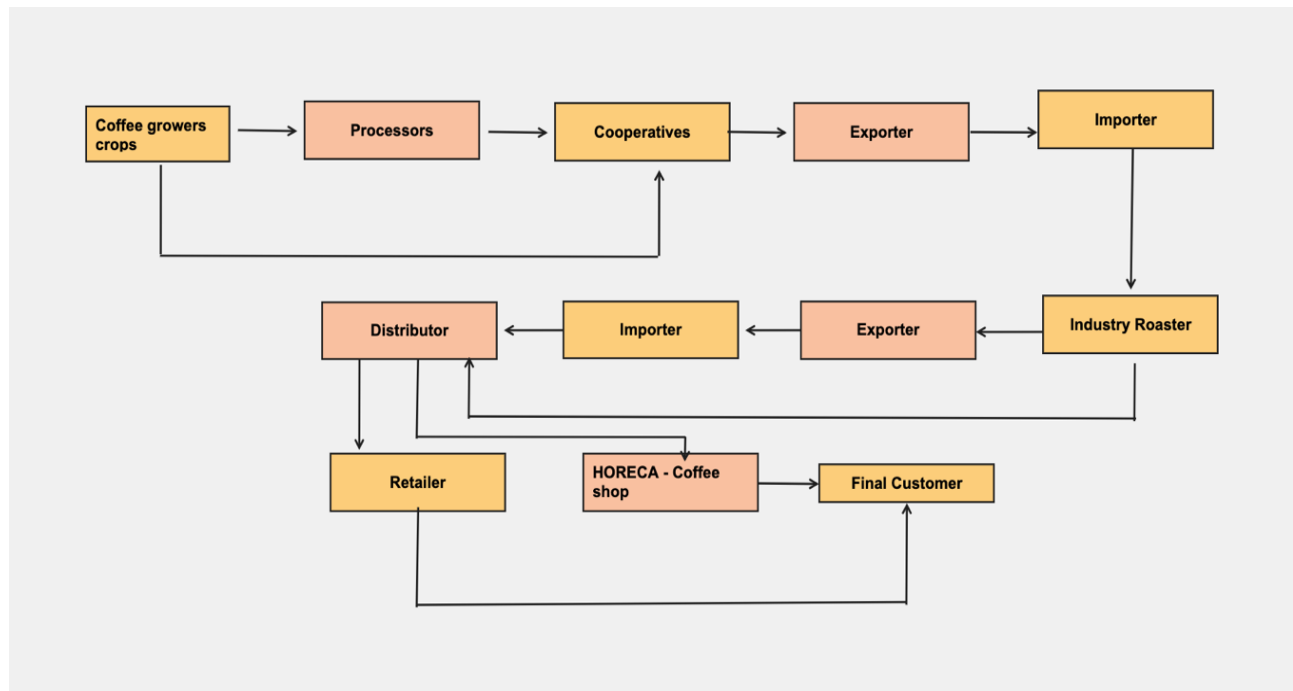 Coffee growers
crops
Processors
Cooperatives
Exporter
Importer
Distributor
Importer
Exporter
Industry Roaster
Retailer
HORECA - Coffee
shop
Final Customer